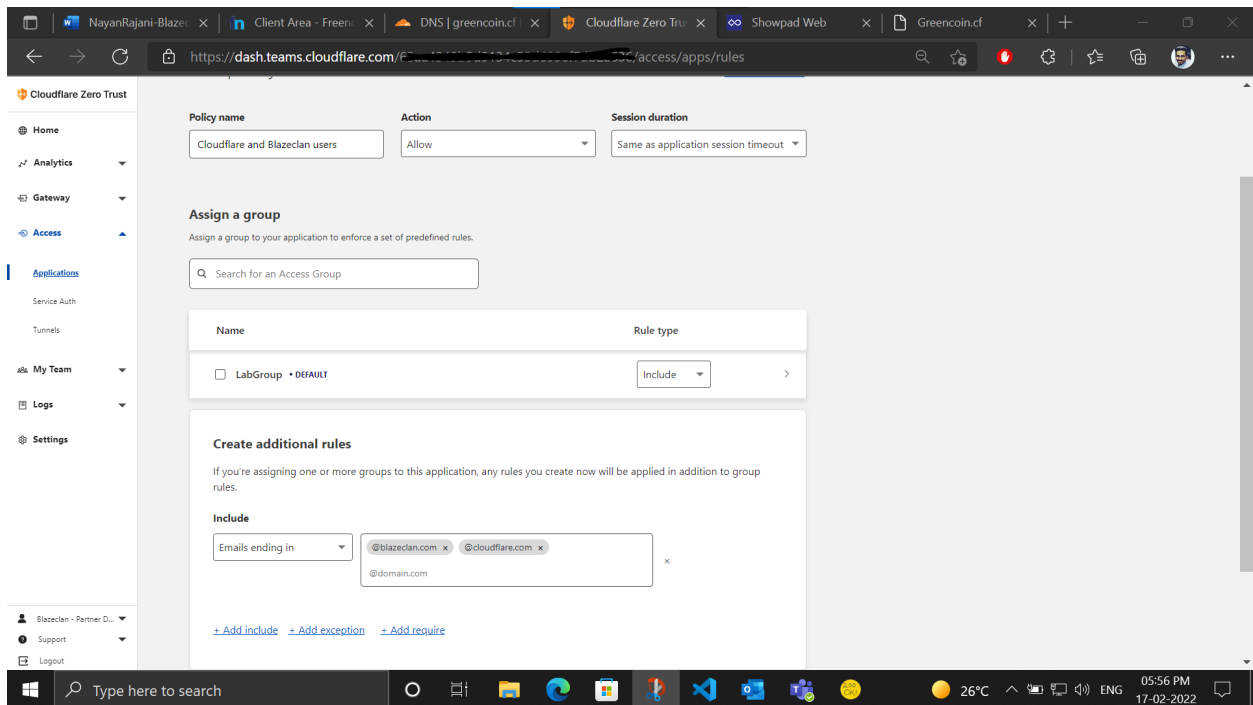 NayanRajani-Blazec
Client Area - Freeno
DNS | greencoin.cf |
Cloudflare Zero Tru
Showpad Web
Greencoin.cf
https://dash.teams.cloudflare.com/ /access/apps/rules
Cloudflare Zero Trust
Home
Analytics
Gateway
Access
Applications
Service Auth
Tunnels
My Team
Logs
Settings
Blazeclan - Partner D...
Support
Logout
Policy name Action Session duration
Cloudflare and Blazeclan users Allow Same as application session timeout
Assign a group
Assign a group to your application to enforce a set of predefined rules.
Search for an Access Group
Name Rule type
LabGroup • DEFAULT Include
Create additional rules
If you're assigning one or more groups to this application, any rules you create now will be applied in addition to group
rules.
Include
Emails ending in @blazeclan.com × @cloudflare.com × ×
@domain.com
+ Add include + Add exception + Add require
Type here to search
26°C ENG 05:56 PM
17-02-2022